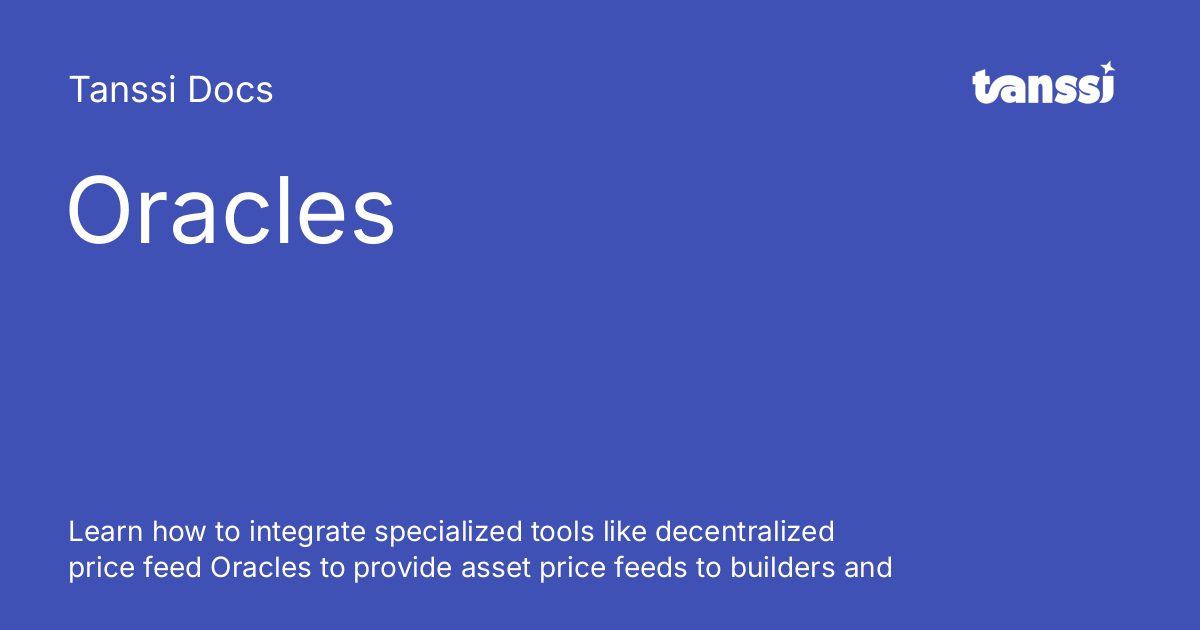 Tanssi Docs
tanssi
Oracles
Learn how to integrate specialized tools like decentralized
price feed Oracles to provide asset price feeds to builders and